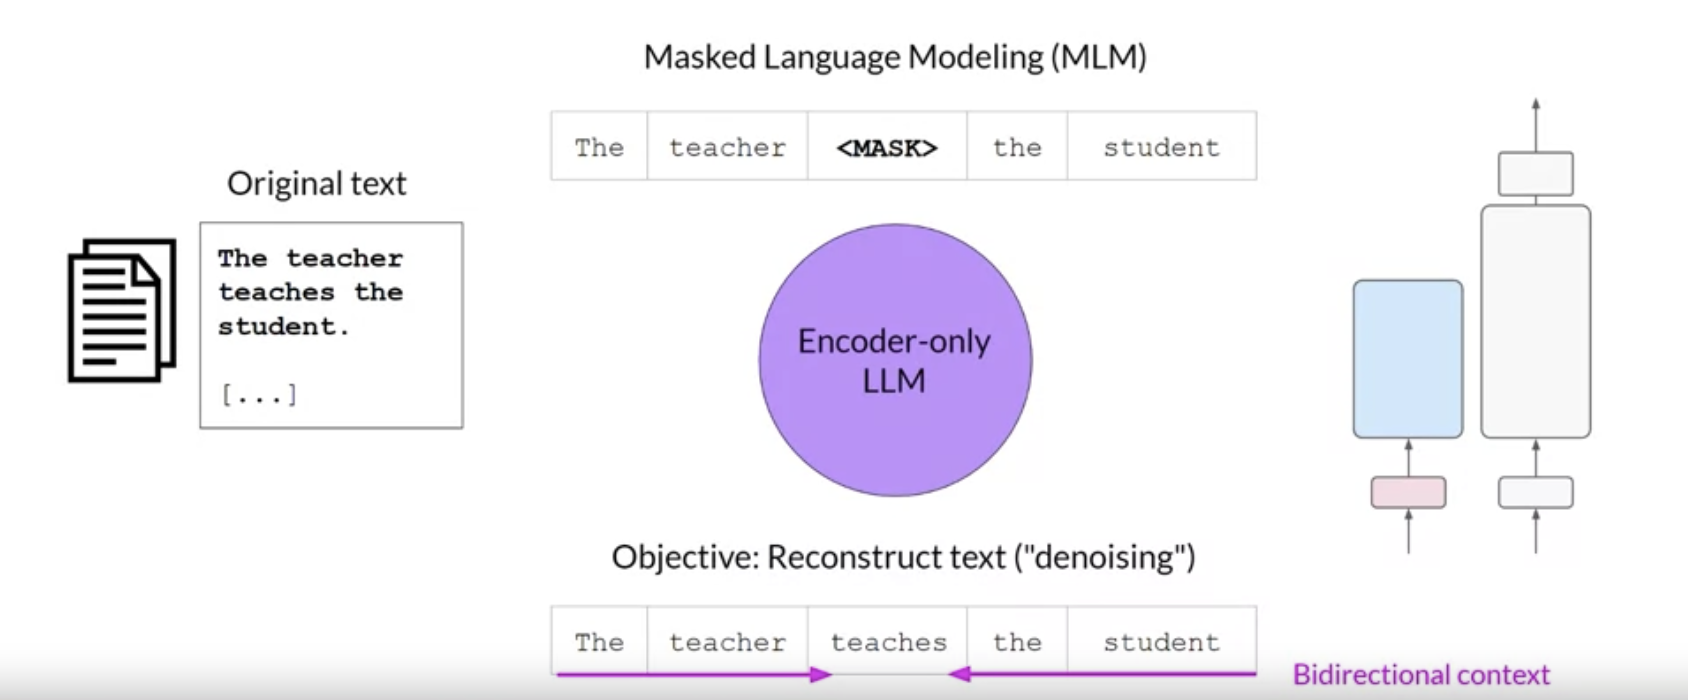 Masked Language Modeling (MLM)
The teacher <MASK> the student
Original text
The teacher
teaches the
student.
[...]
Encoder-only
LLM
Objective: Reconstruct text ("denoising")
The teacher teaches the student
Bidirectional context